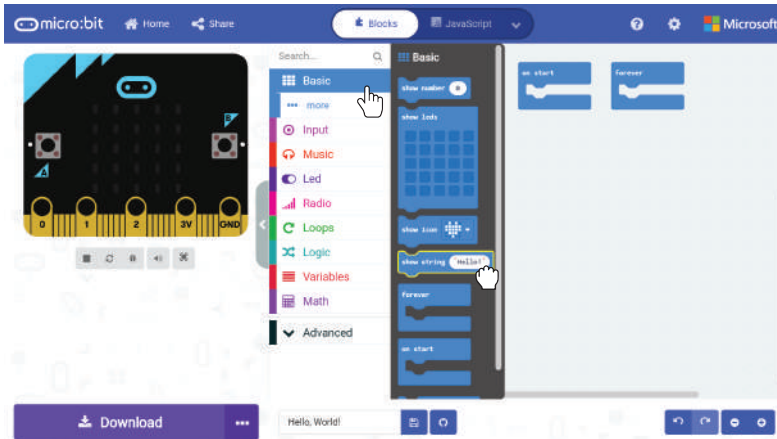 micro:bit Home Share Blocks JavaScript Microsoft
Search...
Basic
more
Input
Music
Led
Radio
Loops
Logic
Variables
Math
Advanced
Basic
show number 0
show leds
show icon
show string "Hello!"
forever
on start
on start
forever
B
A
0 1 2 3V GND
Download
Hello, World!